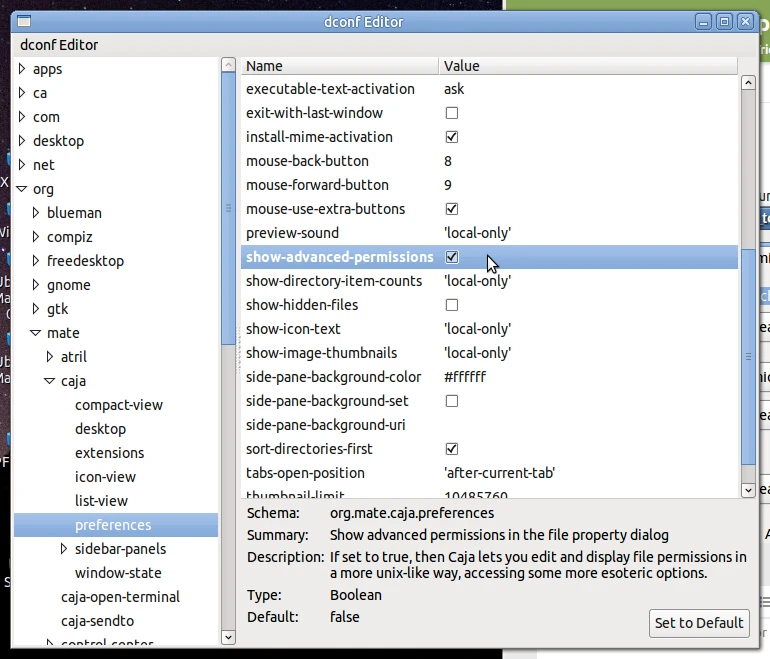 dconf Editor
dconf Editor
apps
ca
com
desktop
net
org
blueman
compiz
freedesktop
gnome
gtk
mate
atril
caja
compact-view
desktop
extensions
icon-view
list-view
preferences
sidebar-panels
window-state
caja-open-terminal
caja-sendto
control-center
Name Value
executable-text-activation ask
exit-with-last-window
install-mime-activation
mouse-back-button 8
mouse-forward-button 9
mouse-use-extra-buttons
preview-sound 'local-only'
show-advanced-permissions
show-directory-item-counts 'local-only'
show-hidden-files
show-icon-text 'local-only'
show-image-thumbnails 'local-only'
side-pane-background-color #ffffff
side-pane-background-set
side-pane-background-uri
sort-directories-first
tabs-open-position 'after-current-tab'
thumbnail-limit 10485760
Schema: org.mate.caja.preferences
Summary: Show advanced permissions in the file property dialog
Description: If set to true, then Caja lets you edit and display file permissions in
a more unix-like way, accessing some more esoteric options.
Type: Boolean
Default: false
Set to Default